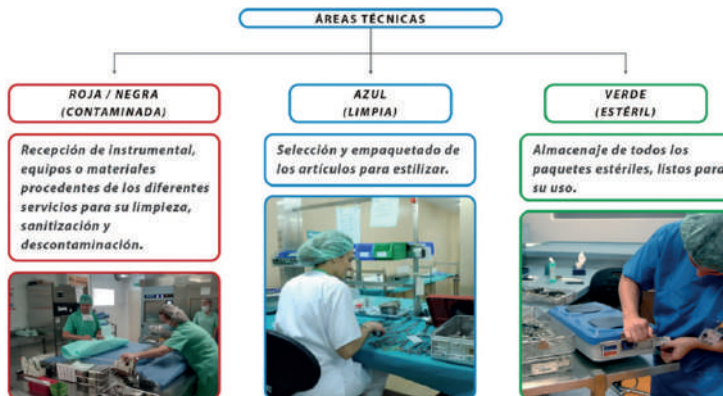 ÁREAS TÉCNICAS
ROJA / NEGRA
(CONTAMINADA)
Recepción de instrumental,
equipos o materiales
procedentes de los diferentes
servicios para su limpieza,
sanitización y
descontaminación.
AZUL
(LIMPIA)
Selección y empaquetado de
los artículos para estilizar.
VERDE
(ESTÉRIL)
Almacenaje de todos los
paquetes estériles, listos para
su uso.